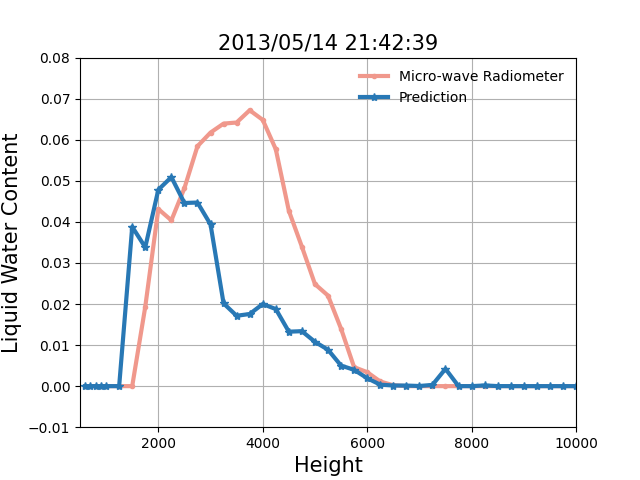 2013/05/14 21:42:39
Micro-wave Radiometer
Prediction
Liquid Water Content
0.08
0.07
0.06
0.05
0.04
0.03
0.02
0.01
0.00
−0.01
2000 4000 6000 8000 10000
Height